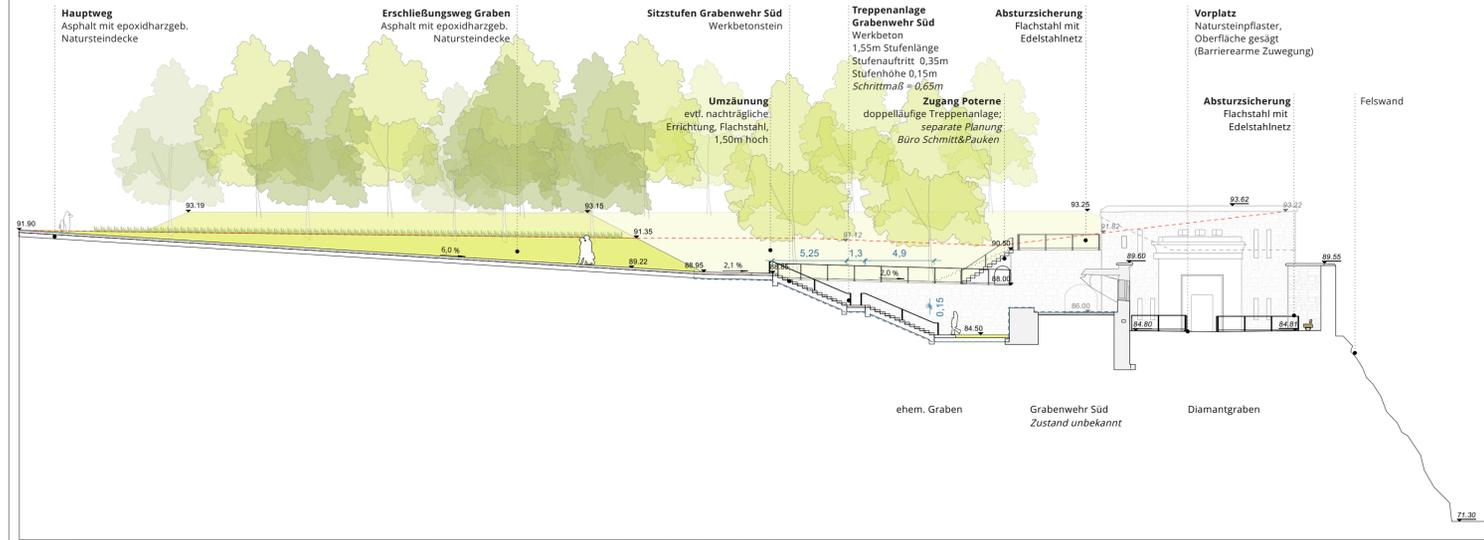 Hauptweg
Asphalt mit epoxidharzgeb.
Natursteindecke
Erschließungsweg Graben
Asphalt mit epoxidharzgeb.
Natursteindecke
Sitzstufen Grabenwehr Süd
Werkbetonstein
Treppenanlage
Grabenwehr Süd
Werkbeton
1,55m Stufenlänge
Stufenauftritt 0,35m
Stufenhöhe 0,15m
Schrittmaß = 0,65m
Absturzsicherung
Flachstahl mit
Edelstahlnetz
Vorplatz
Natursteinpflaster,
Oberfläche gesägt
(Barrierearme Zuwegung)
Umzäunung
evtl. nachträgliche
Errichtung, Flachstahl,
1,50m hoch
Zugang Poterne
doppelläufige Treppenanlage;
separate Planung
Büro Schmitt&Pauken
Absturzsicherung
Flachstahl mit
Edelstahlnetz
Felswand
91.90
93.19
93.15
93.25
93.62
93.22
91.35
91.82
90.50
6,0 %
89.22
88.95
2,1 %
5,25
1,3
4,9
2,0 %
88.00
89.60
89.55
86.00
0,15
84.50
84.80
84.81
ehem. Graben
Grabenwehr Süd
Zustand unbekannt
Diamantgraben
71.30